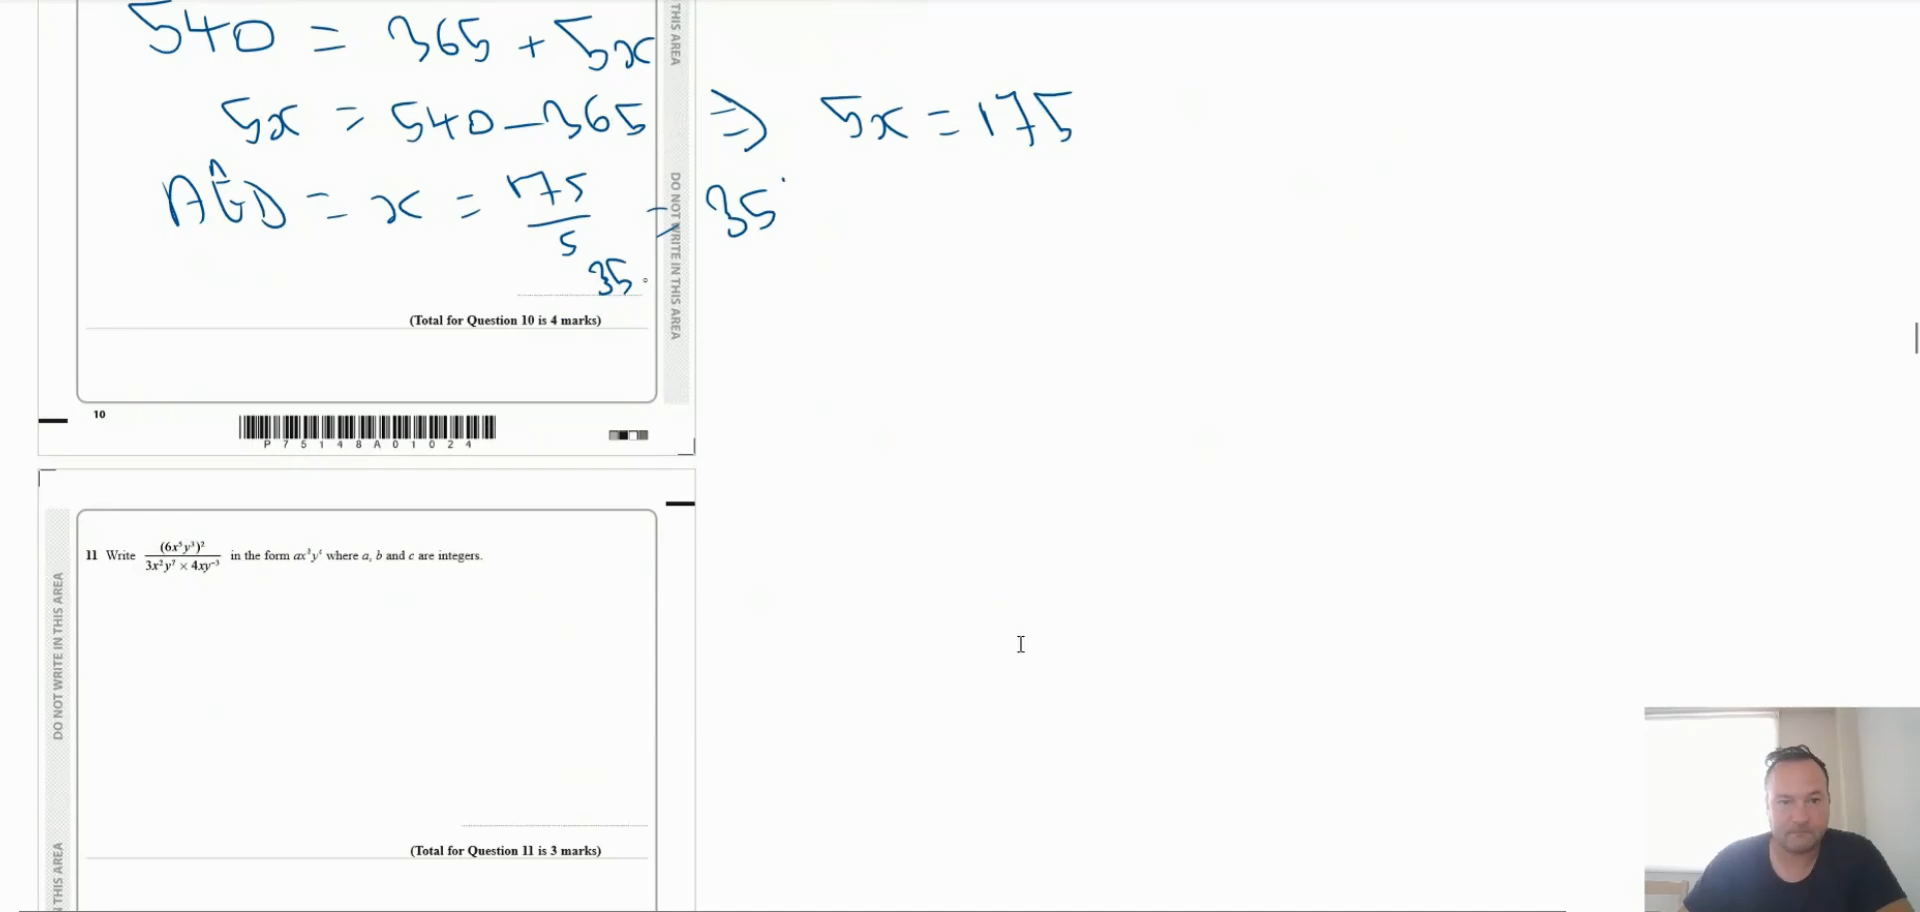 540 = 365 + 5x
5x = 540 – 365 ⇒ 5x = 175
AÊD = x = 175/5 = 35°
35°
(Total for Question 10 is 4 marks)
THIS AREA
DO NOT WRITE IN THIS AREA
10
P 7 5 1 4 8 A 0 1 0 2 4
11 Write (6x⁵y³)² / 3x²y⁷ × 4xy⁻³ in the form axᵇyᶜ where a, b and c are integers.
DO NOT WRITE IN THIS AREA
(Total for Question 11 is 3 marks)
THIS AREA